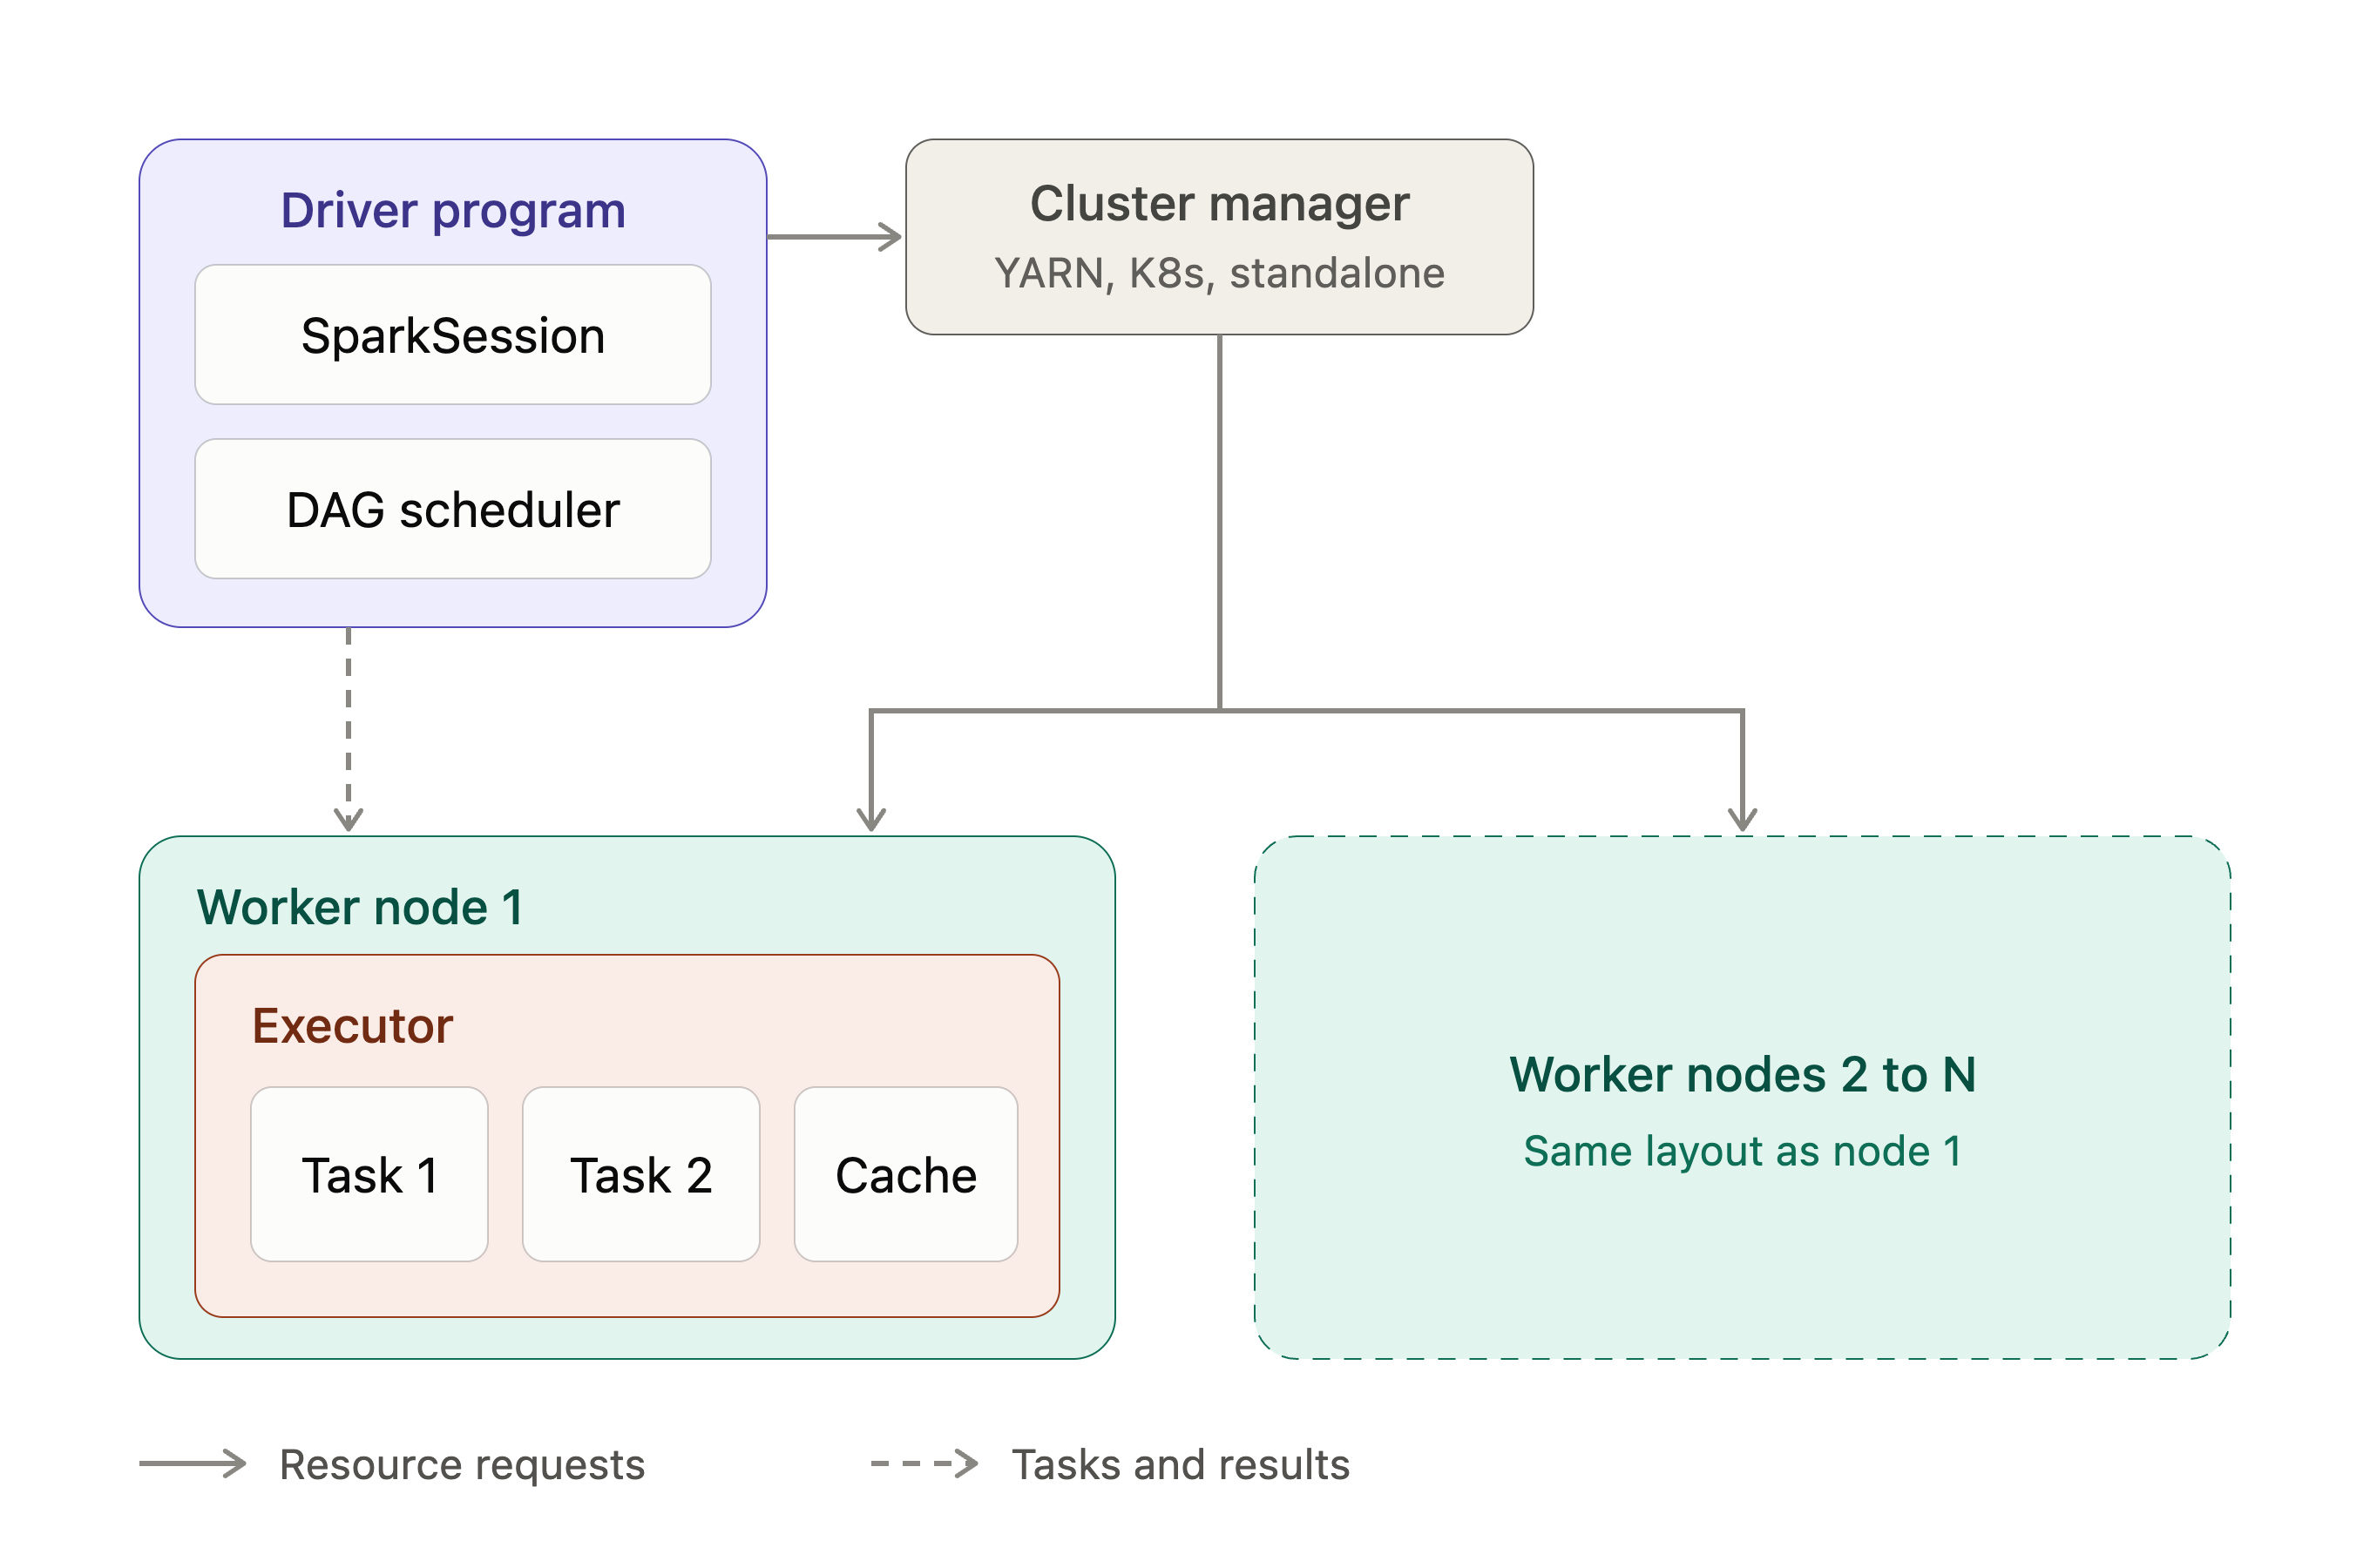 Driver program
SparkSession
DAG scheduler
Cluster manager
YARN, K8s, standalone
Worker node 1
Executor
Task 1
Task 2
Cache
Worker nodes 2 to N
Same layout as node 1
Resource requests
Tasks and results